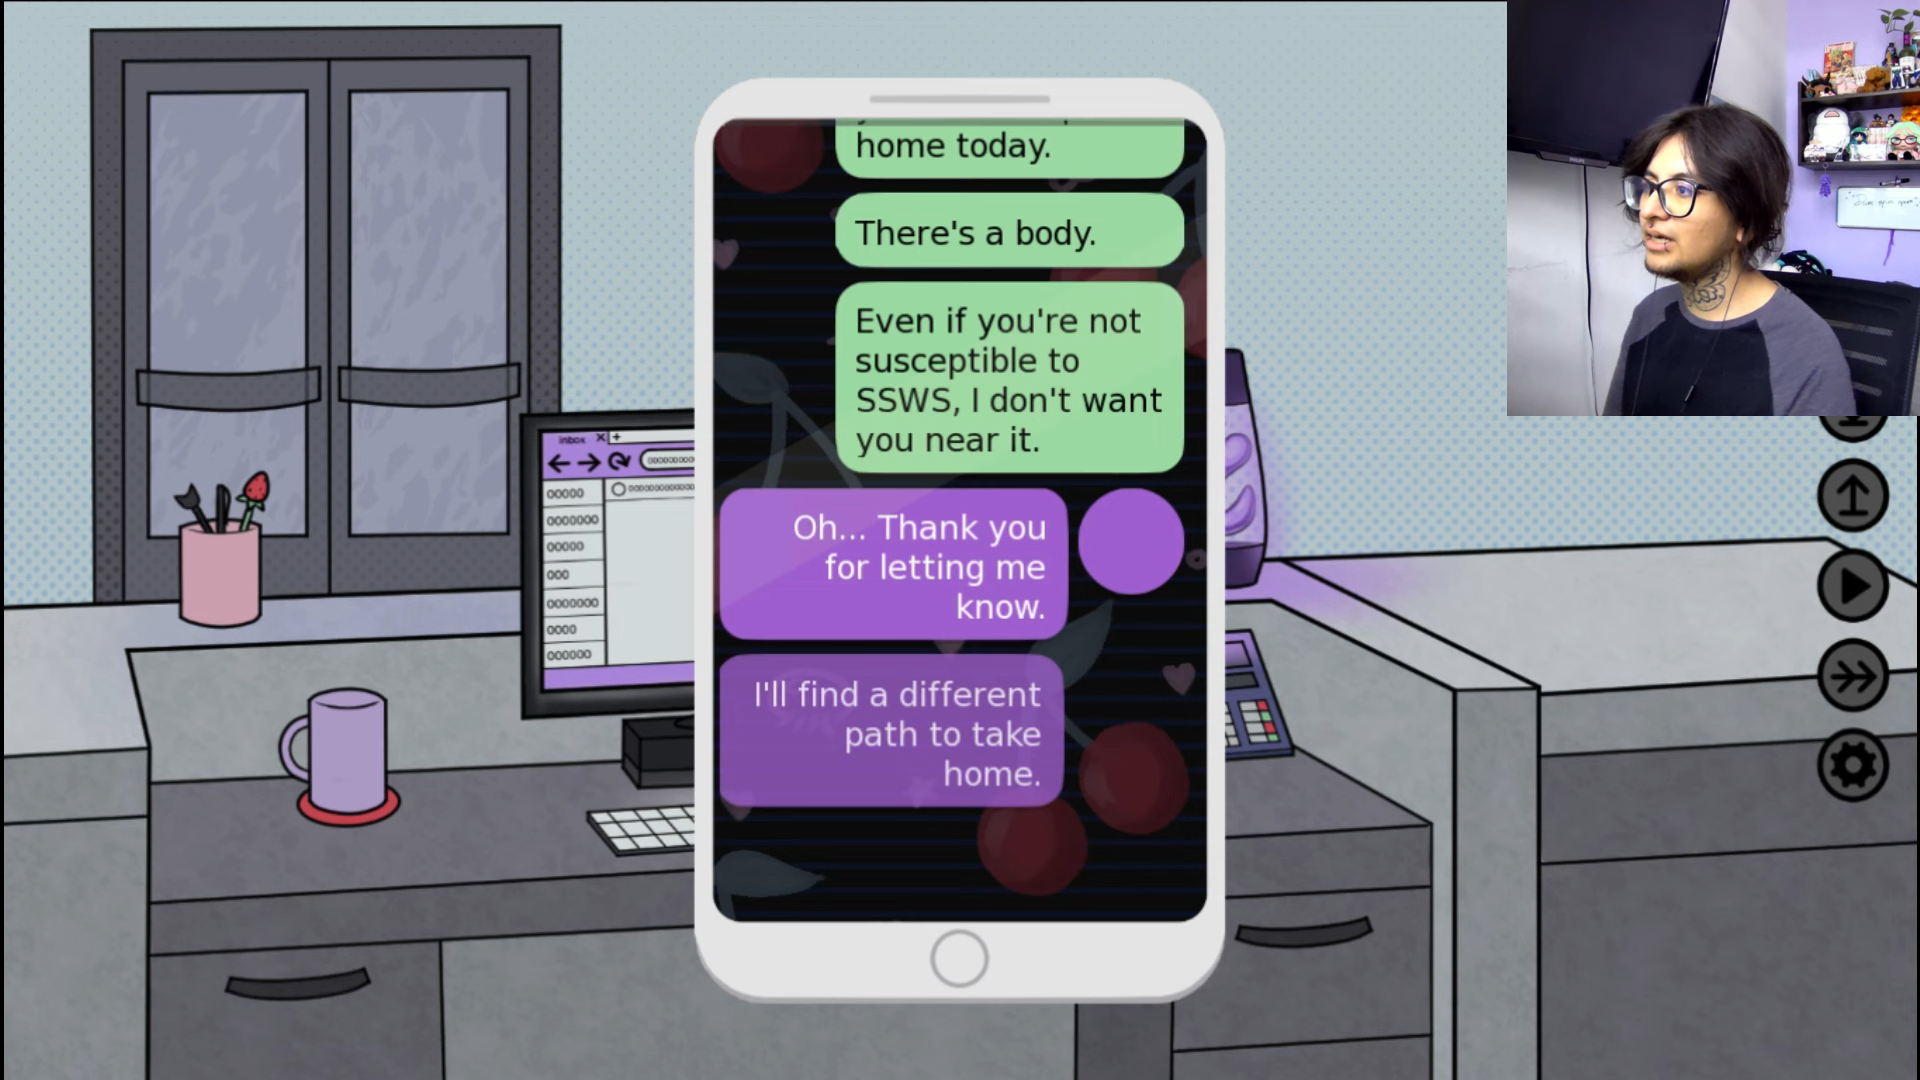 home today.
There's a body.
Even if you're not
susceptible to
SSWS, I don't want
you near it.
Oh... Thank you
for letting me
know.
I'll find a different
path to take
home.
inbox